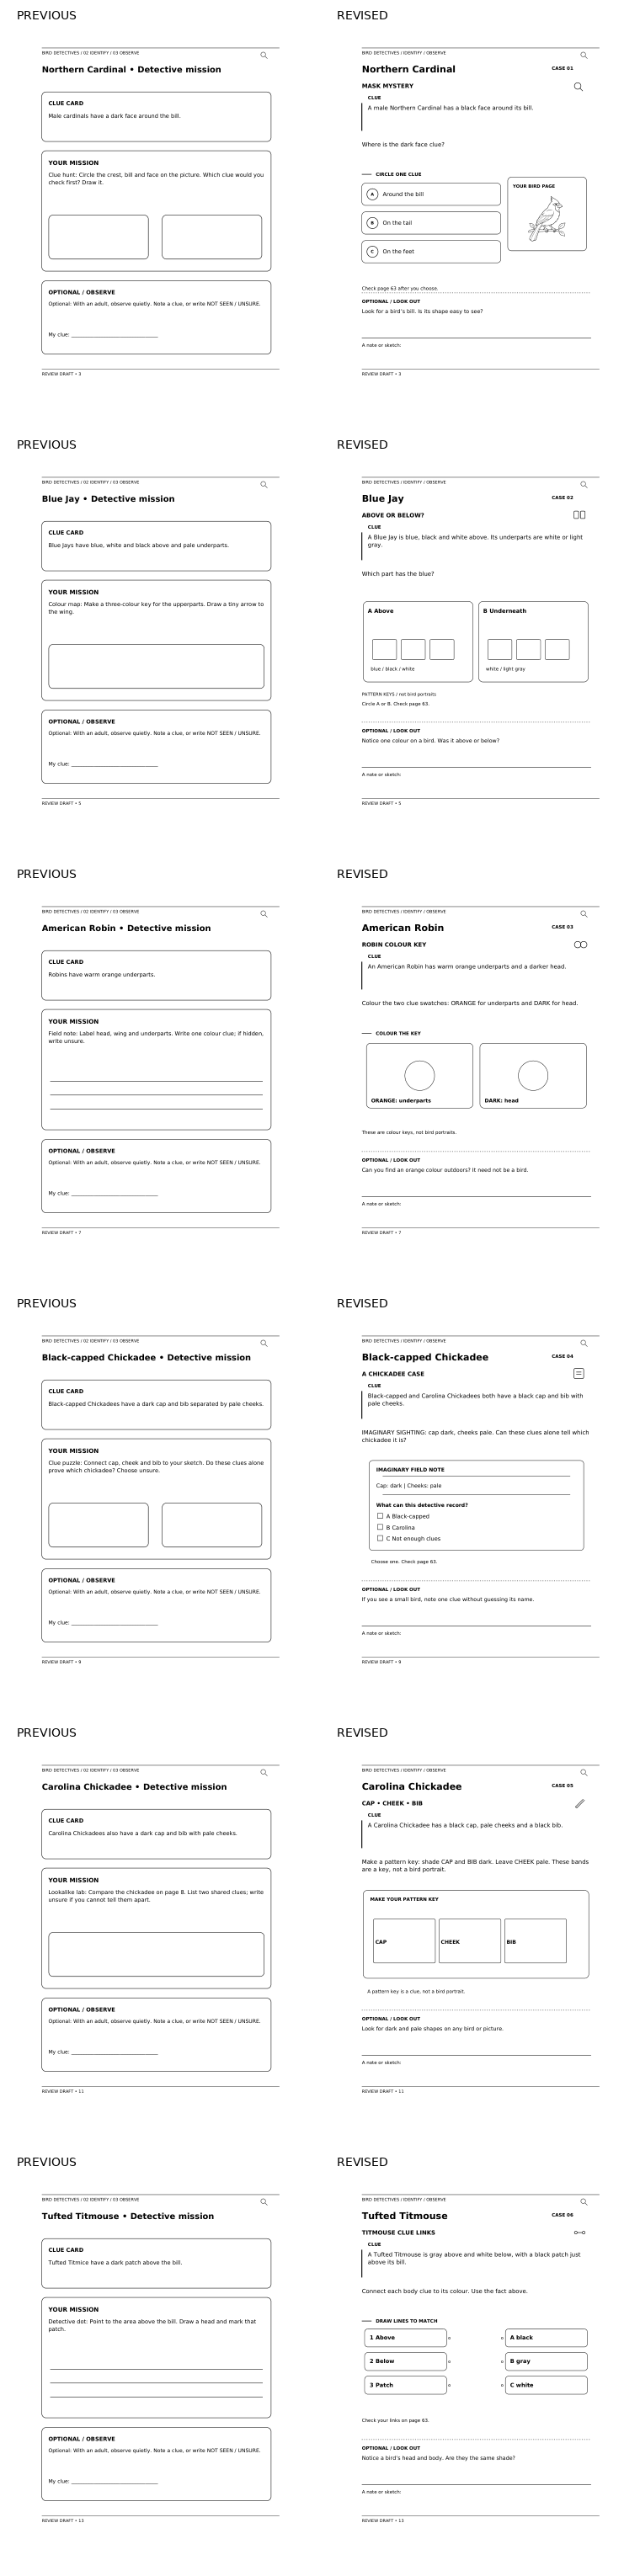 PREVIOUS
BIRD DETECTIVES / 02 IDENTIFY / 03 OBSERVE
Northern Cardinal • Detective mission
CLUE CARD
Male cardinals have a dark face around the bill.
YOUR MISSION
Clue hunt: Circle the crest, bill and face on the picture. Which clue would you
check first? Draw it.
OPTIONAL / OBSERVE
Optional: With an adult, observe quietly. Note a clue, or write NOT SEEN / UNSURE.
My clue: ____________________________
REVIEW DRAFT • 3
REVISED
BIRD DETECTIVES / IDENTIFY / OBSERVE
Northern Cardinal
CASE 01
MASK MYSTERY
CLUE
A male Northern Cardinal has a black face around its bill.
Where is the dark face clue?
CIRCLE ONE CLUE
A Around the bill
B On the tail
C On the feet
YOUR BIRD PAGE
Check page 63 after you choose.
OPTIONAL / LOOK OUT
Look for a bird's bill. Is its shape easy to see?
A note or sketch:
REVIEW DRAFT • 3
PREVIOUS
BIRD DETECTIVES / 02 IDENTIFY / 03 OBSERVE
Blue Jay • Detective mission
CLUE CARD
Blue Jays have blue, white and black above and pale underparts.
YOUR MISSION
Colour map: Make a three-colour key for the upperparts. Draw a tiny arrow to
the wing.
OPTIONAL / OBSERVE
Optional: With an adult, observe quietly. Note a clue, or write NOT SEEN / UNSURE.
My clue: ____________________________
REVIEW DRAFT • 5
REVISED
BIRD DETECTIVES / IDENTIFY / OBSERVE
Blue Jay
CASE 02
ABOVE OR BELOW?
CLUE
A Blue Jay is blue, black and white above. Its underparts are white or light
gray.
Which part has the blue?
A Above
B Underneath
blue / black / white
white / light gray
PATTERN KEYS / not bird portraits
Circle A or B. Check page 63.
OPTIONAL / LOOK OUT
Notice one colour on a bird. Was it above or below?
A note or sketch:
REVIEW DRAFT • 5
PREVIOUS
BIRD DETECTIVES / 02 IDENTIFY / 03 OBSERVE
American Robin • Detective mission
CLUE CARD
Robins have warm orange underparts.
YOUR MISSION
Field note: Label head, wing and underparts. Write one colour clue; if hidden,
write unsure.
OPTIONAL / OBSERVE
Optional: With an adult, observe quietly. Note a clue, or write NOT SEEN / UNSURE.
My clue: ____________________________
REVIEW DRAFT • 7
REVISED
BIRD DETECTIVES / IDENTIFY / OBSERVE
American Robin
CASE 03
ROBIN COLOUR KEY
CLUE
An American Robin has warm orange underparts and a darker head.
Colour the two clue swatches: ORANGE for underparts and DARK for head.
COLOUR THE KEY
ORANGE: underparts
DARK: head
These are colour keys, not bird portraits.
OPTIONAL / LOOK OUT
Can you find an orange colour outdoors? It need not be a bird.
A note or sketch:
REVIEW DRAFT • 7
PREVIOUS
BIRD DETECTIVES / 02 IDENTIFY / 03 OBSERVE
Black-capped Chickadee • Detective mission
CLUE CARD
Black-capped Chickadees have a dark cap and bib separated by pale cheeks.
YOUR MISSION
Clue puzzle: Connect cap, cheek and bib to your sketch. Do these clues alone
prove which chickadee? Choose unsure.
OPTIONAL / OBSERVE
Optional: With an adult, observe quietly. Note a clue, or write NOT SEEN / UNSURE.
My clue: ____________________________
REVIEW DRAFT • 9
REVISED
BIRD DETECTIVES / IDENTIFY / OBSERVE
Black-capped Chickadee
CASE 04
A CHICKADEE CASE
CLUE
Black-capped and Carolina Chickadees both have a black cap and bib with
pale cheeks.
IMAGINARY SIGHTING: cap dark, cheeks pale. Can these clues alone tell which
chickadee it is?
IMAGINARY FIELD NOTE
Cap: dark | Cheeks: pale
What can this detective record?
A Black-capped
B Carolina
C Not enough clues
Choose one. Check page 63.
OPTIONAL / LOOK OUT
If you see a small bird, note one clue without guessing its name.
A note or sketch:
REVIEW DRAFT • 9
PREVIOUS
BIRD DETECTIVES / 02 IDENTIFY / 03 OBSERVE
Carolina Chickadee • Detective mission
CLUE CARD
Carolina Chickadees also have a dark cap and bib with pale cheeks.
YOUR MISSION
Lookalike lab: Compare the chickadee on page 8. List two shared clues; write
unsure if you cannot tell them apart.
OPTIONAL / OBSERVE
Optional: With an adult, observe quietly. Note a clue, or write NOT SEEN / UNSURE.
My clue: ____________________________
REVIEW DRAFT • 11
REVISED
BIRD DETECTIVES / IDENTIFY / OBSERVE
Carolina Chickadee
CASE 05
CAP • CHEEK • BIB
CLUE
A Carolina Chickadee has a black cap, pale cheeks and a black bib.
Make a pattern key: shade CAP and BIB dark. Leave CHEEK pale. These bands
are a key, not a bird portrait.
MAKE YOUR PATTERN KEY
CAP
CHEEK
BIB
A pattern key is a clue, not a bird portrait.
OPTIONAL / LOOK OUT
Look for dark and pale shapes on any bird or picture.
A note or sketch:
REVIEW DRAFT • 11
PREVIOUS
BIRD DETECTIVES / 02 IDENTIFY / 03 OBSERVE
Tufted Titmouse • Detective mission
CLUE CARD
Tufted Titmice have a dark patch above the bill.
YOUR MISSION
Detective dot: Point to the area above the bill. Draw a head and mark that
patch.
OPTIONAL / OBSERVE
Optional: With an adult, observe quietly. Note a clue, or write NOT SEEN / UNSURE.
My clue: ____________________________
REVIEW DRAFT • 13
REVISED
BIRD DETECTIVES / IDENTIFY / OBSERVE
Tufted Titmouse
CASE 06
TITMOUSE CLUE LINKS
CLUE
A Tufted Titmouse is gray above and white below, with a black patch just
above its bill.
Connect each body clue to its colour. Use the fact above.
DRAW LINES TO MATCH
1 Above
A black
2 Below
B gray
3 Patch
C white
Check your links on page 63.
OPTIONAL / LOOK OUT
Notice a bird's head and body. Are they the same shade?
A note or sketch:
REVIEW DRAFT • 13